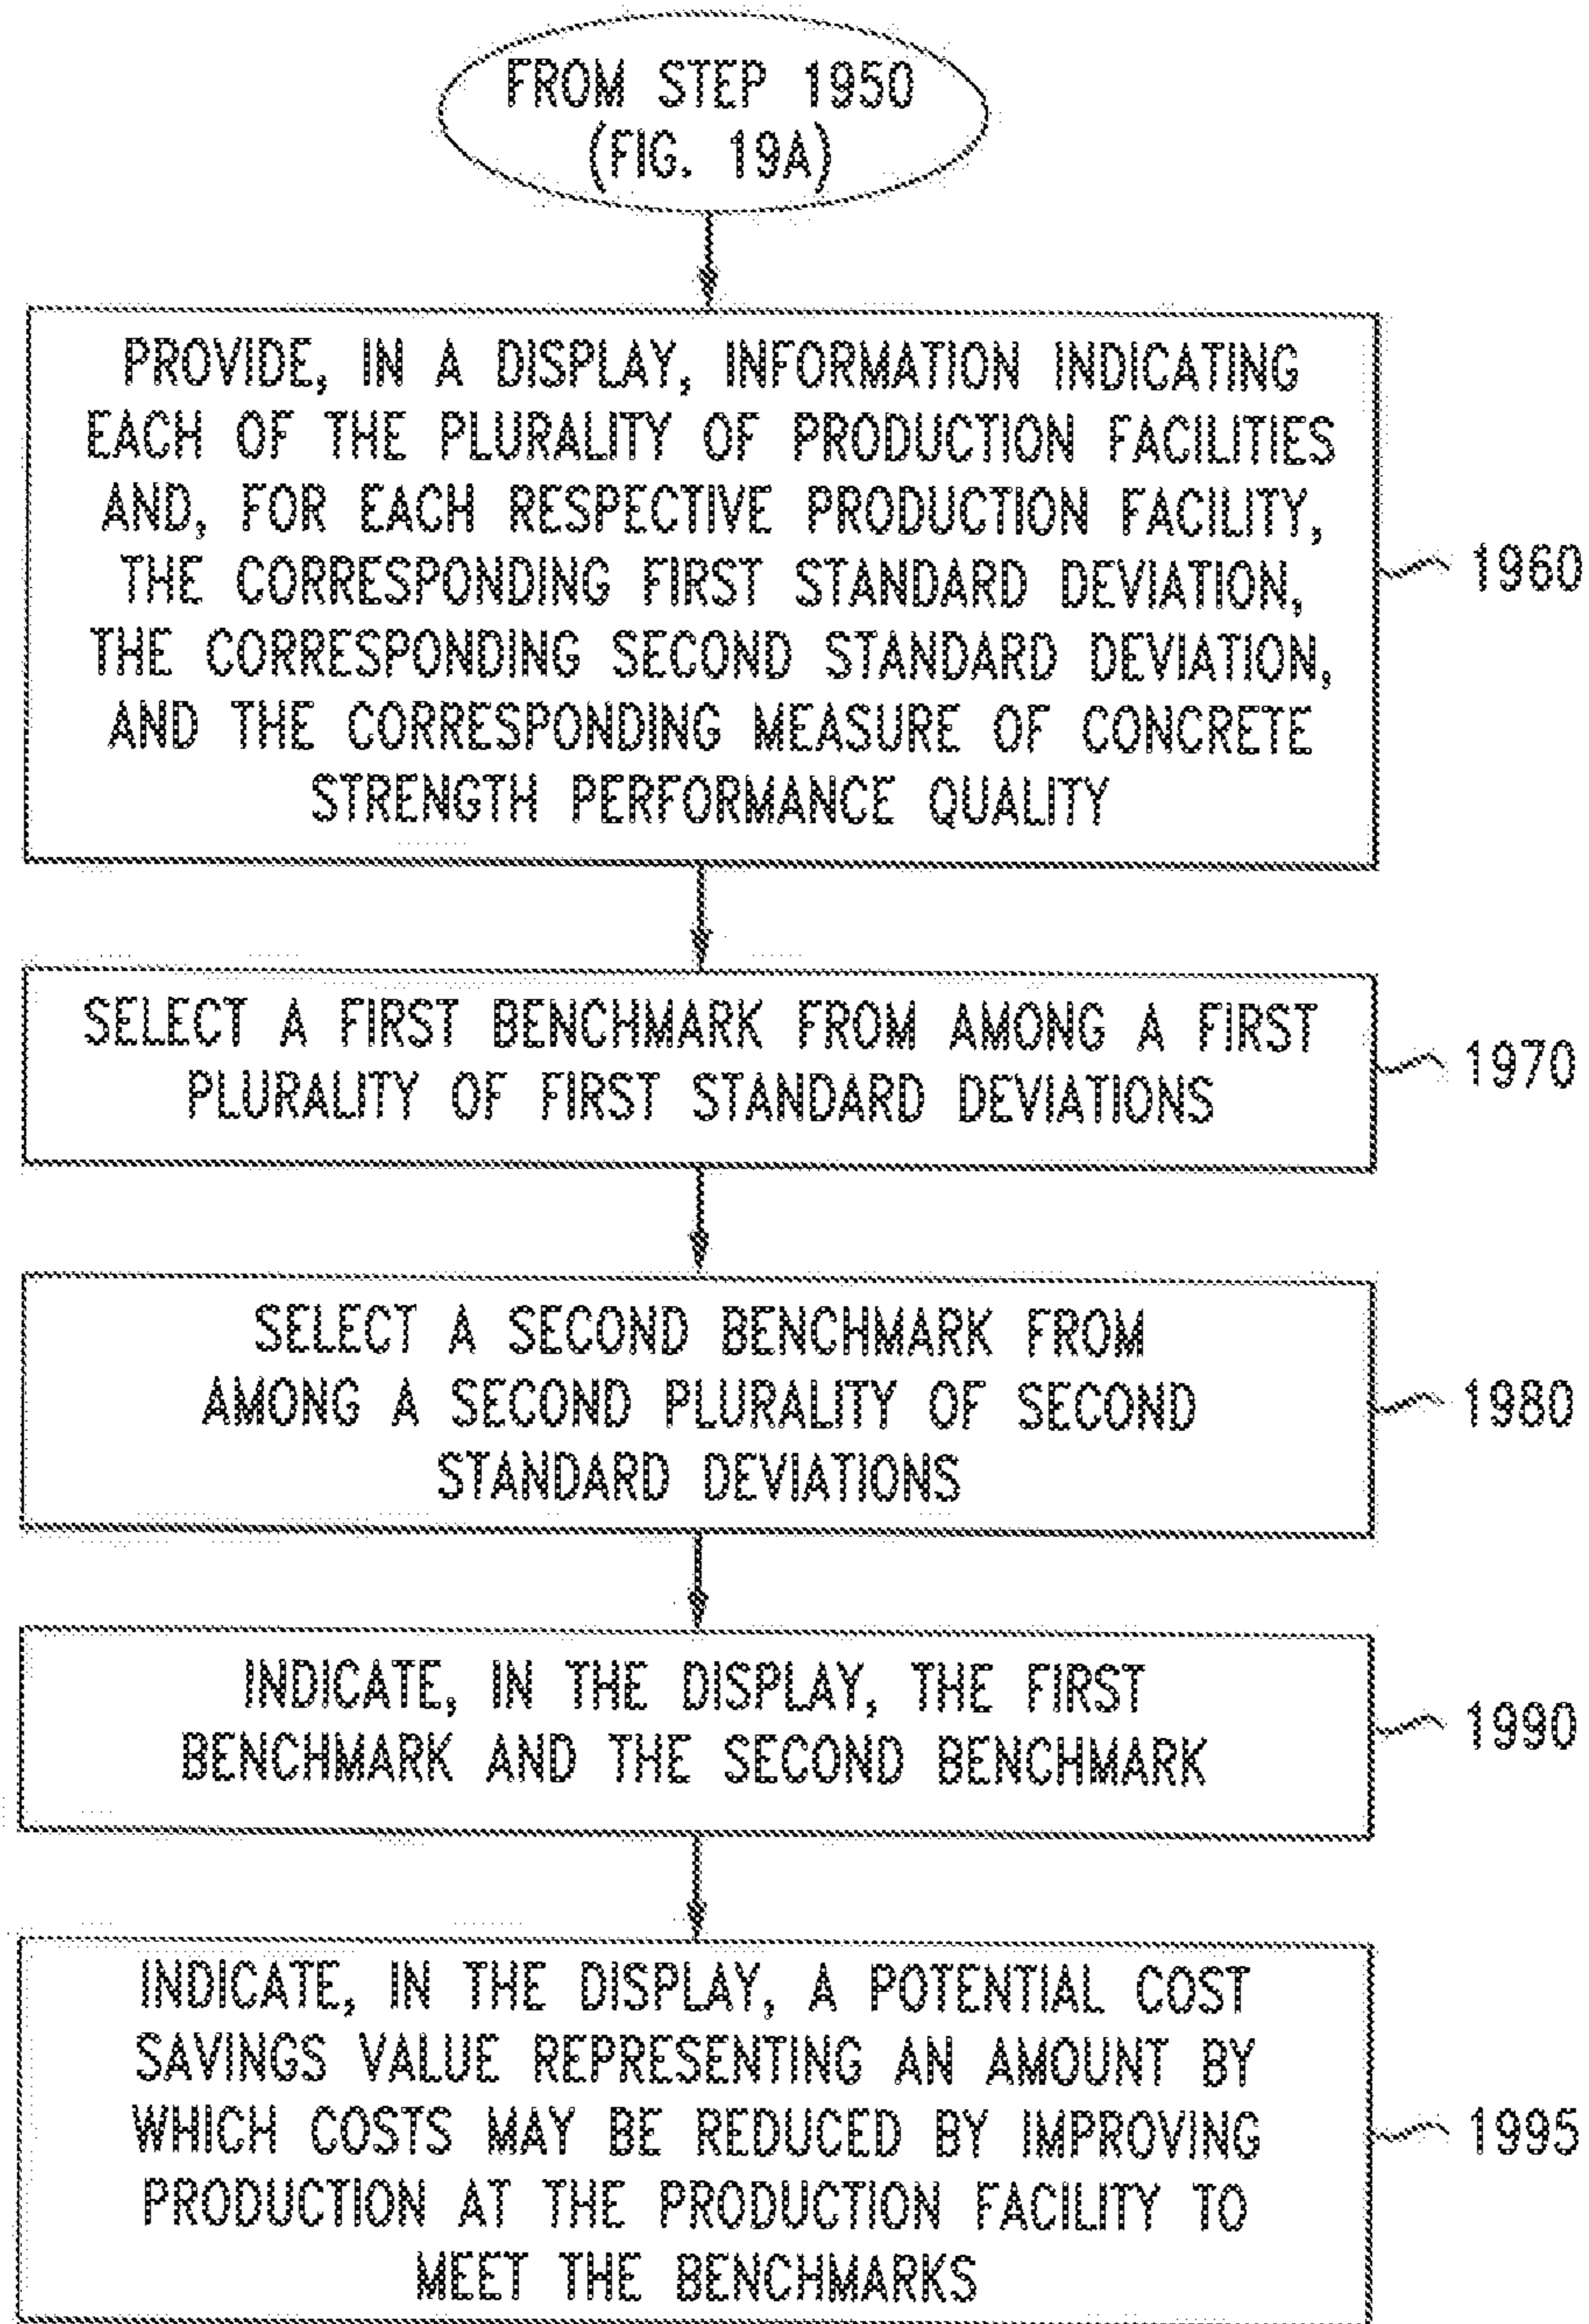 FROM STEP 1950
(FIG. 19A)
PROVIDE, IN A DISPLAY, INFORMATION INDICATING
EACH OF THE PLURALITY OF PRODUCTION FACILITIES
AND, FOR EACH RESPECTIVE PRODUCTION FACILITY,
THE CORRESPONDING FIRST STANDARD DEVIATION,
THE CORRESPONDING SECOND STANDARD DEVIATION,
AND THE CORRESPONDING MEASURE OF CONCRETE
STRENGTH PERFORMANCE QUALITY
1960
SELECT A FIRST BENCHMARK FROM AMONG A FIRST
PLURALITY OF FIRST STANDARD DEVIATIONS
1970
SELECT A SECOND BENCHMARK FROM
AMONG A SECOND PLURALITY OF SECOND
STANDARD DEVIATIONS
1980
INDICATE, IN THE DISPLAY, THE FIRST
BENCHMARK AND THE SECOND BENCHMARK
1990
INDICATE, IN THE DISPLAY, A POTENTIAL COST
SAVINGS VALUE REPRESENTING AN AMOUNT BY
WHICH COSTS MAY BE REDUCED BY IMPROVING
PRODUCTION AT THE PRODUCTION FACILITY TO
MEET THE BENCHMARKS
1995